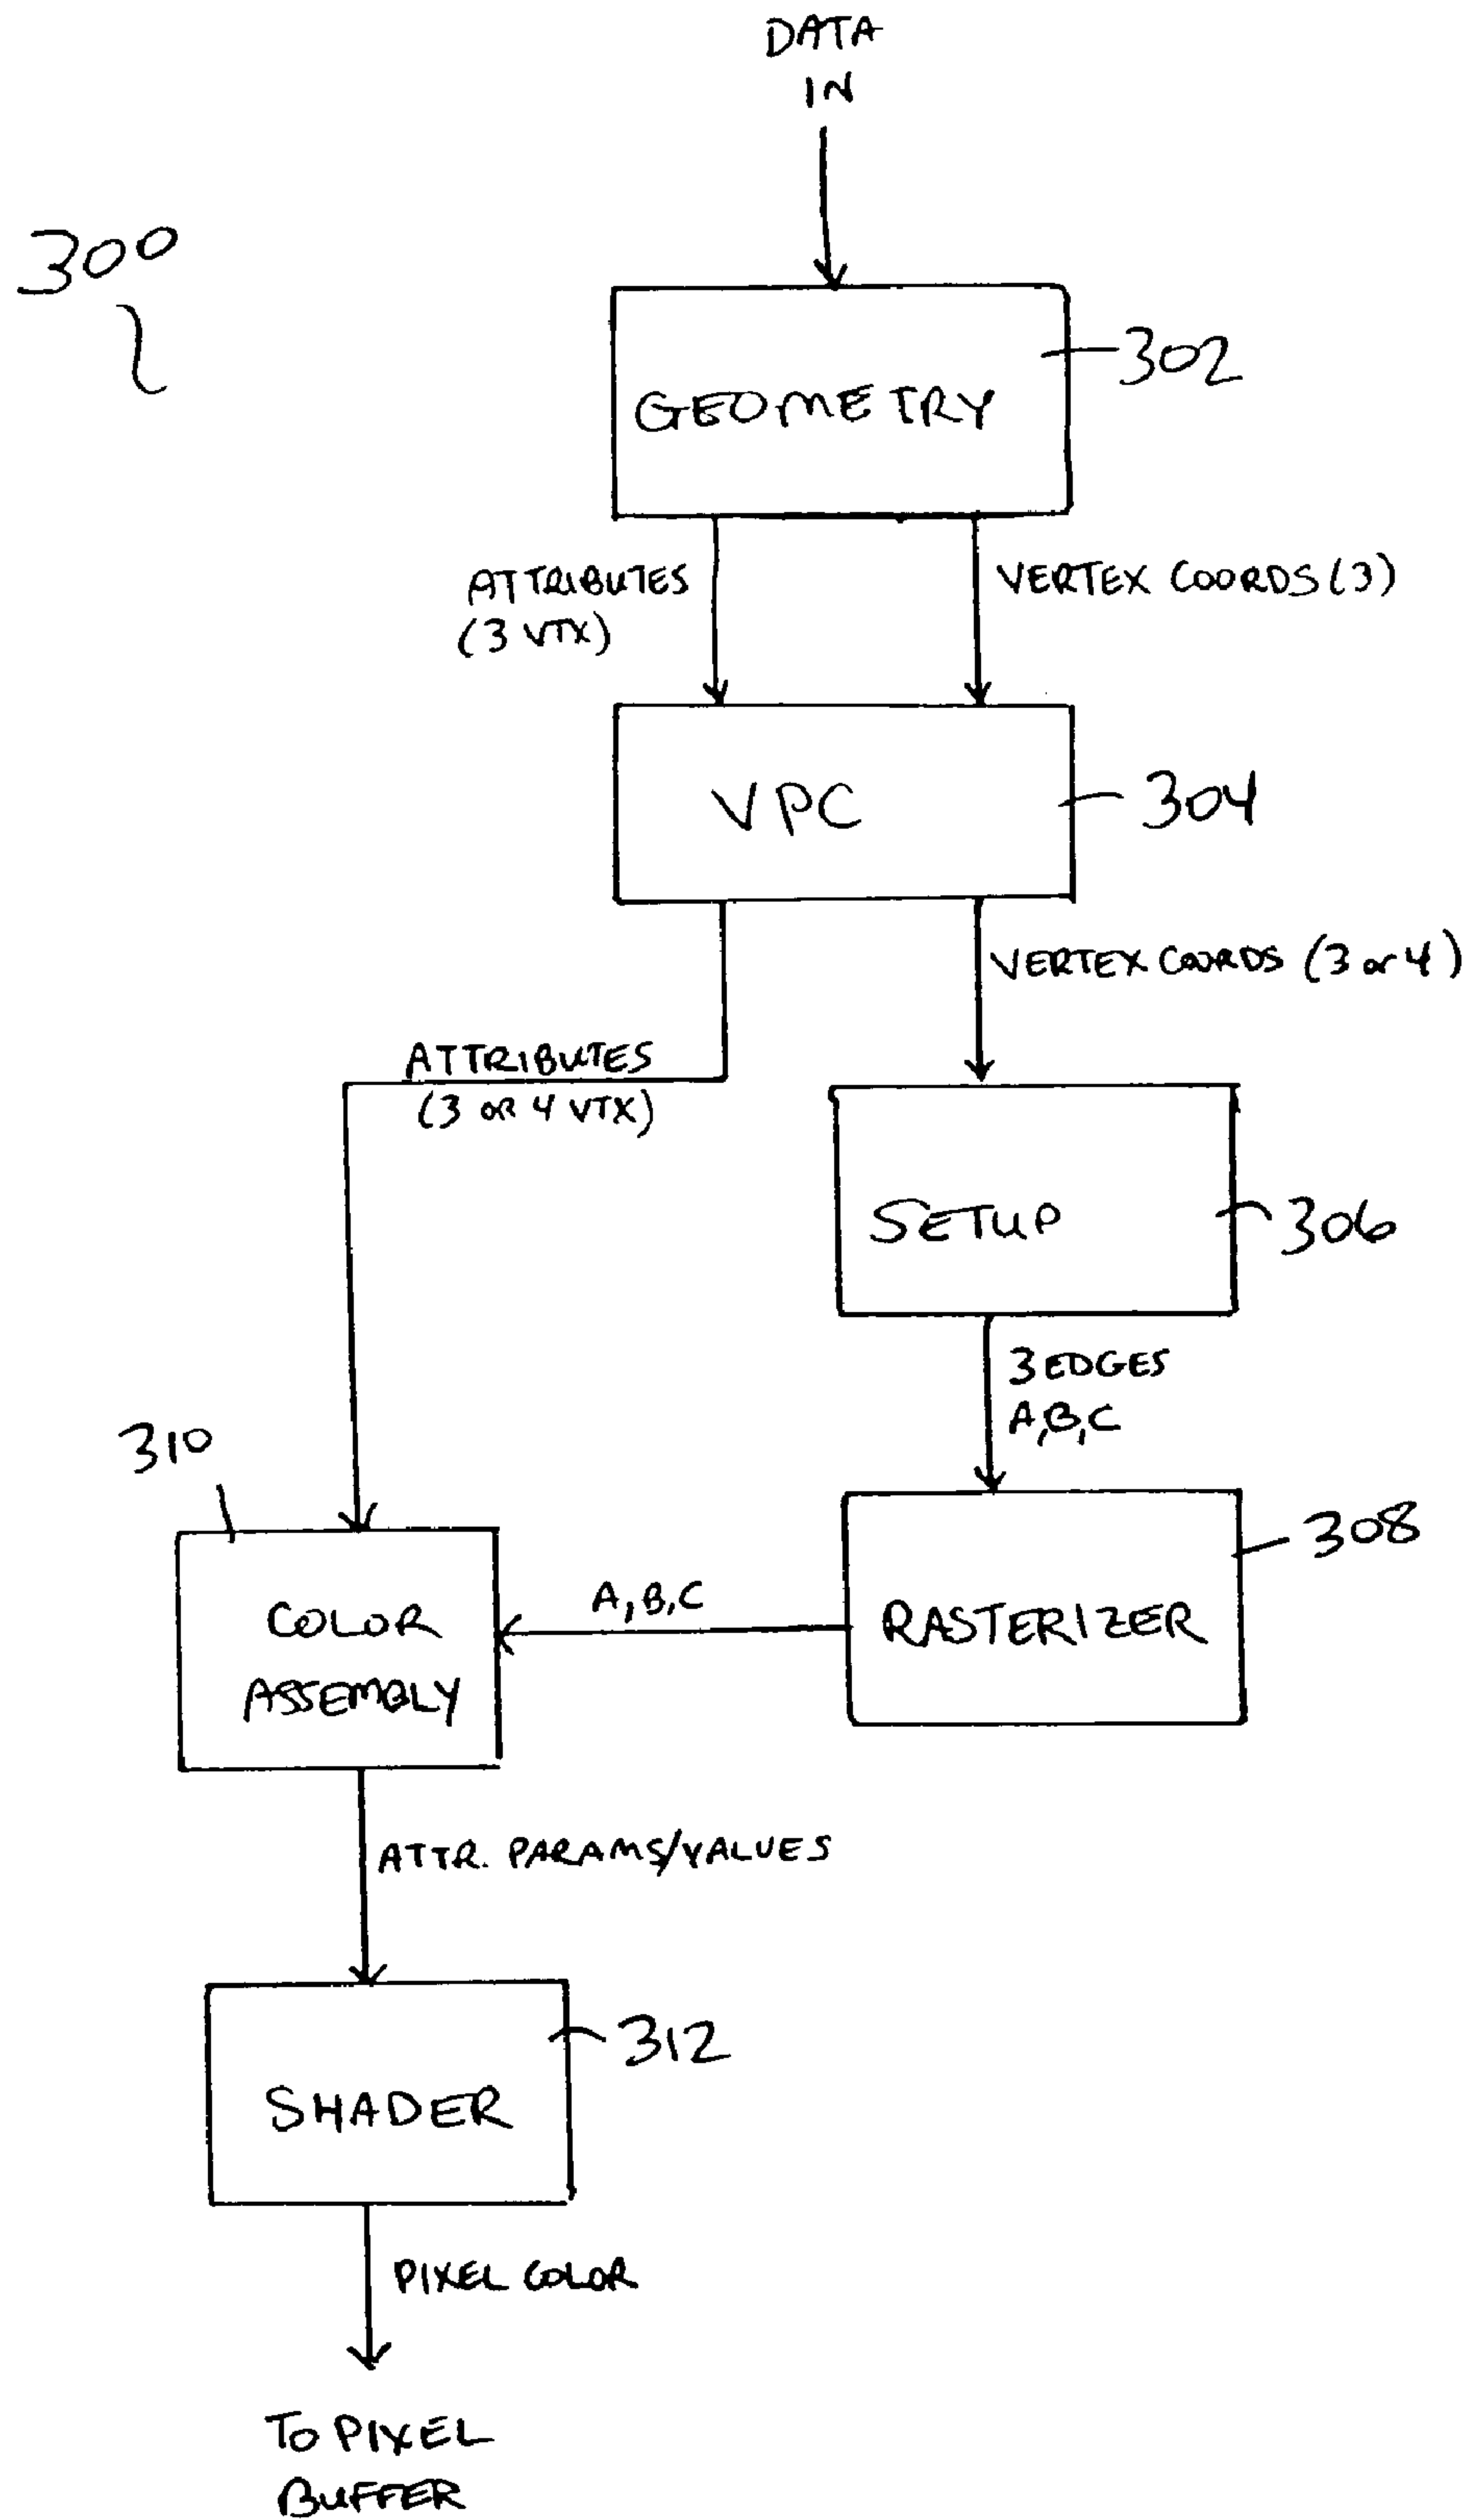 DATA
IN
300
302
GEOMETRY
ATTRIBUTES
(3 VTX)
VERTEX COORDS (3)
VPC
304
VERTEX COORDS (3 or 4)
ATTRIBUTES
(3 OR 4 VTX)
SETUP
306
3 EDGES
A,B,C
310
308
COLOR
ASSEMBLY
A,B,C
RASTERIZER
ATTR. PARAMS/VALUES
312
SHADER
PIXEL COLOR
TO PIXEL
BUFFER